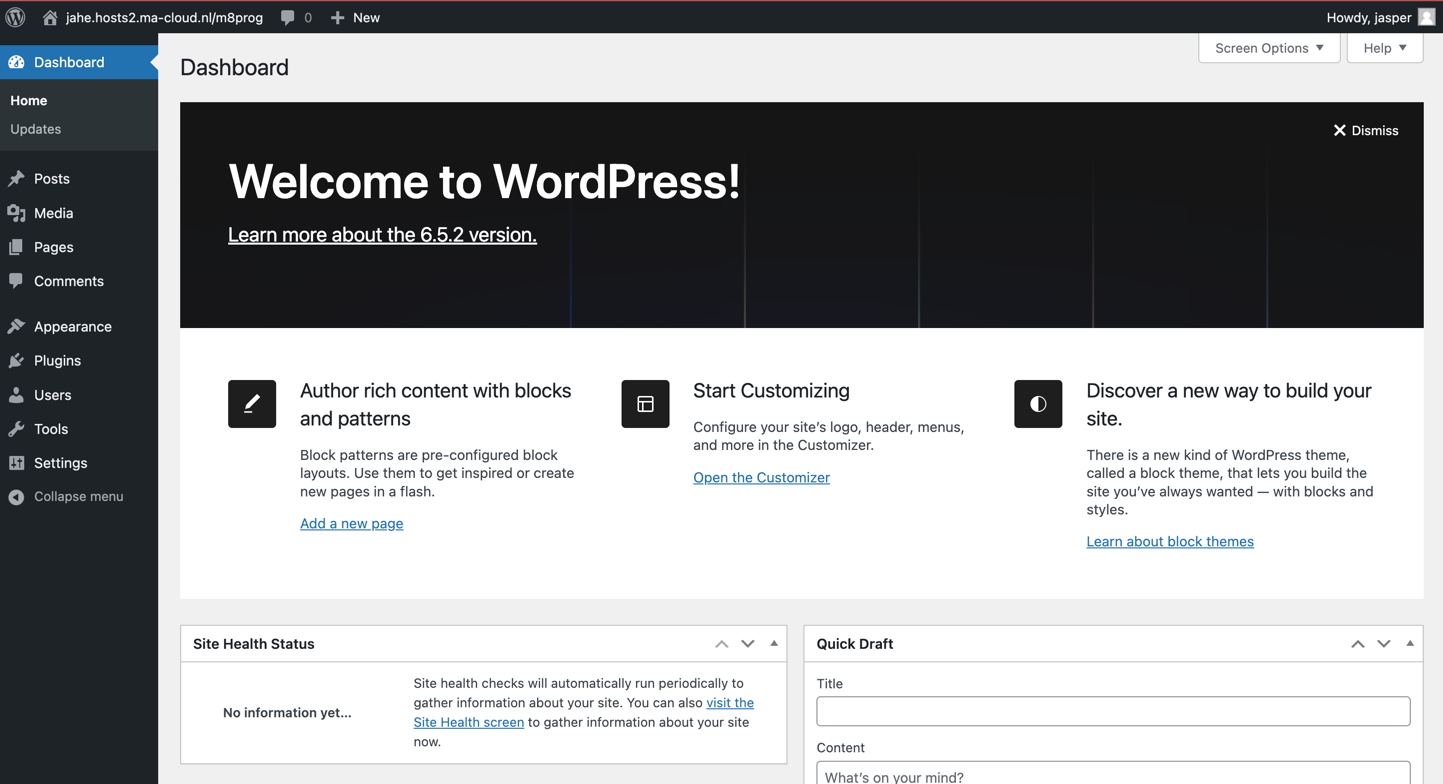 jahe.hosts2.ma-cloud.nl/m8prog 0 New Howdy, jasper
Screen Options Help
Dashboard
Home
Updates
Posts
Media
Pages
Comments
Appearance
Plugins
Users
Tools
Settings
Collapse menu
Dashboard
Dismiss
Welcome to WordPress!
Learn more about the 6.5.2 version.
Author rich content with blocks
and patterns
Block patterns are pre-configured block
layouts. Use them to get inspired or create
new pages in a flash.
Add a new page
Start Customizing
Configure your site’s logo, header, menus,
and more in the Customizer.
Open the Customizer
Discover a new way to build your
site.
There is a new kind of WordPress theme,
called a block theme, that lets you build the
site you’ve always wanted — with blocks and
styles.
Learn about block themes
Site Health Status
No information yet...
Site health checks will automatically run periodically to
gather information about your site. You can also visit the
Site Health screen to gather information about your site
now.
Quick Draft
Title
Content
What’s on your mind?